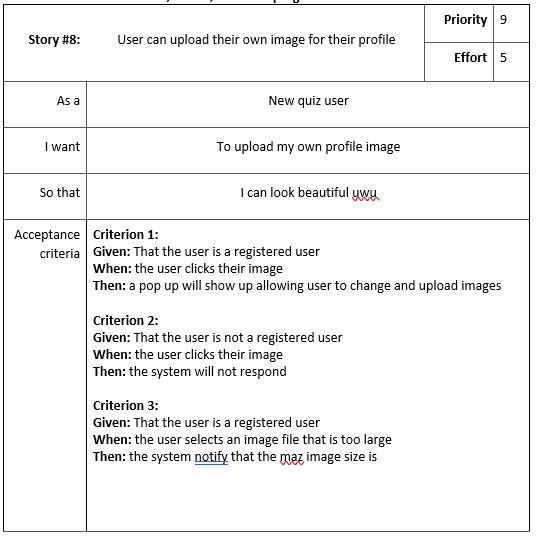 Priority 9
Story #8: User can upload their own image for their profile
Effort 5
As a New quiz user
I want To upload my own profile image
So that I can look beautiful uwu
Acceptance criteria
Criterion 1:
Given: That the user is a registered user
When: the user clicks their image
Then: a pop up will show up allowing user to change and upload images
Criterion 2:
Given: That the user is not a registered user
When: the user clicks their image
Then: the system will not respond
Criterion 3:
Given: That the user is a registered user
When: the user selects an image file that is too large
Then: the system notify that the maz image size is